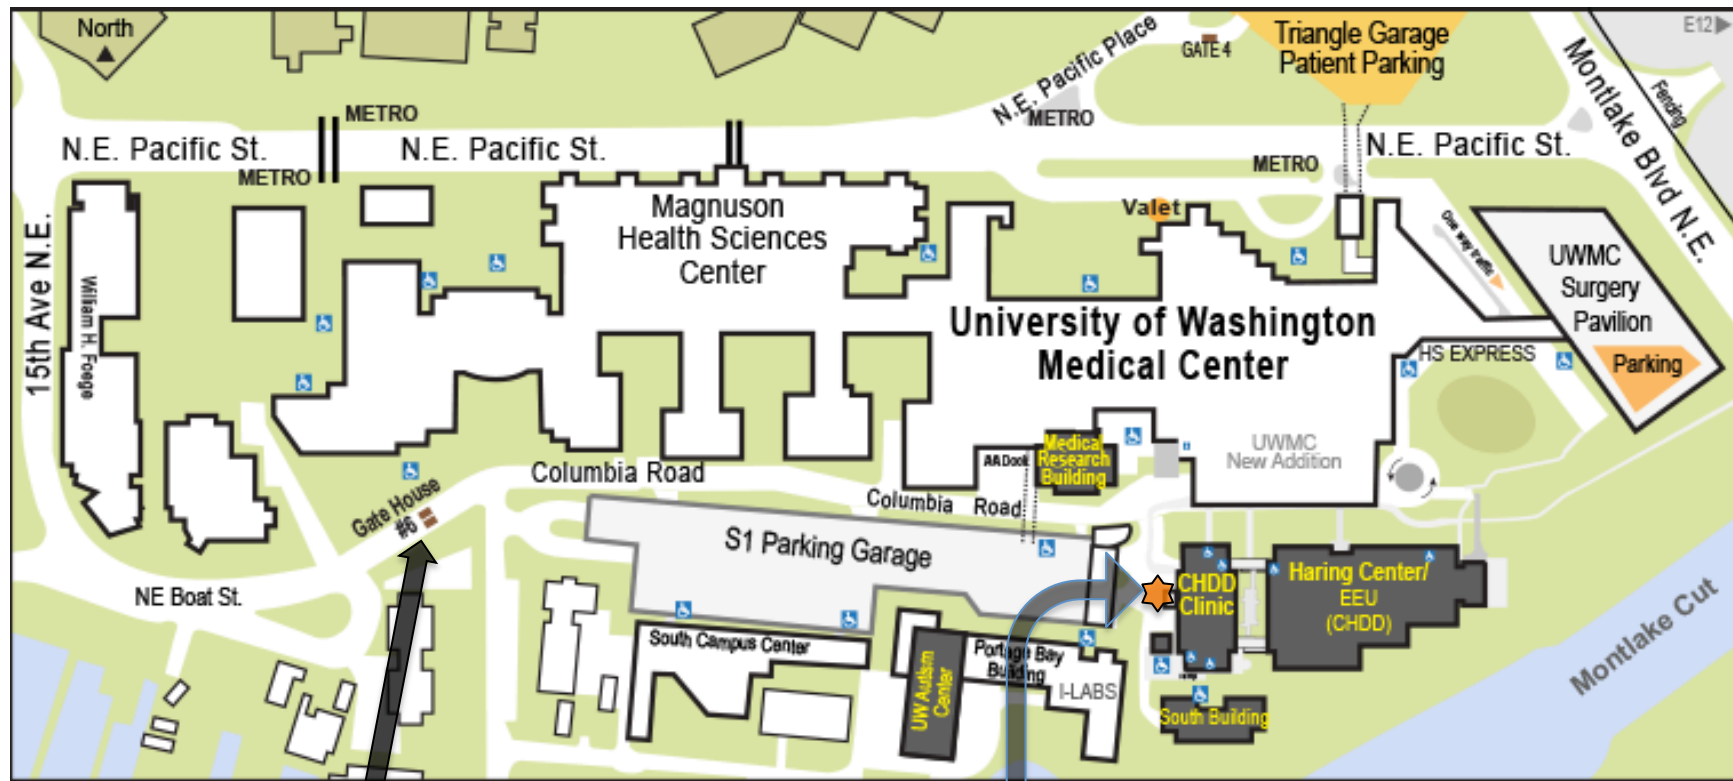 North
GATE 4
Triangle Garage
Patient Parking
E12
Fending
Montlake Blvd N.E.
N.E. Pacific Place
METRO
METRO
N.E. Pacific St.
N.E. Pacific St.
METRO
METRO
N.E. Pacific St.
15th Ave N.E.
William H. Foege
Magnuson
Health Sciences
Center
Valet
One way traffic
UWMC
Surgery
Pavilion
Parking
University of Washington
Medical Center
HS EXPRESS
Medical
Research
Building
AA Dock
UWMC
New Addition
Columbia Road
Columbia Road
Gate House
#6
S1 Parking Garage
NE Boat St.
CHDD
Clinic
Haring Center/
EEU
(CHDD)
South Campus Center
UW Autism
Center
Portage Bay
Building
I-LABS
South Building
Montlake Cut